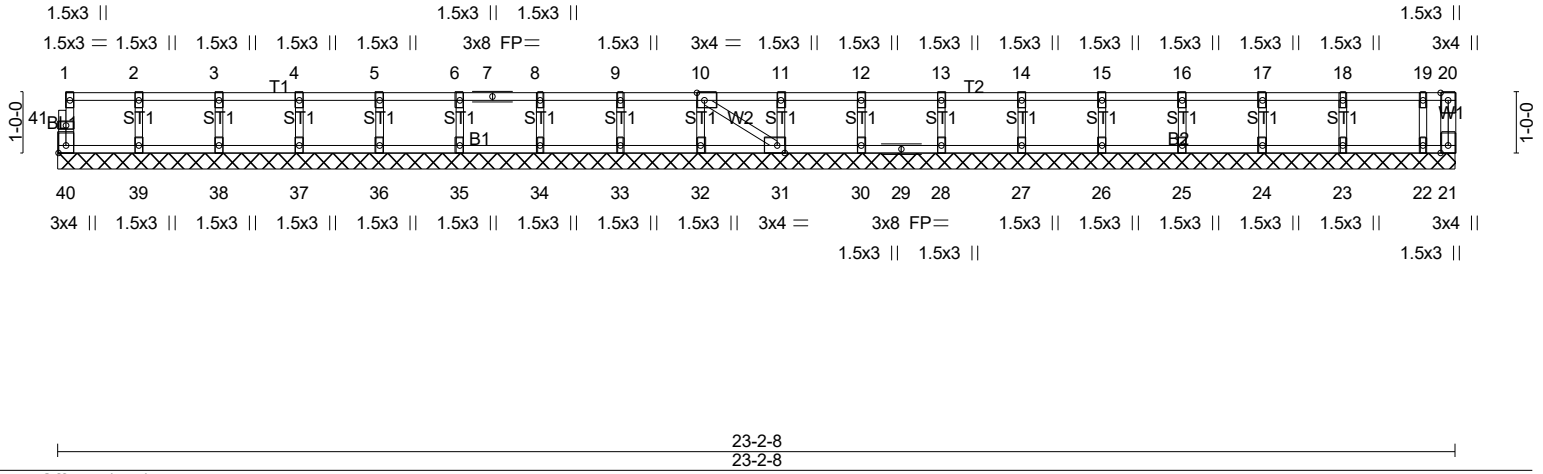 1.5x3 || 1.5x3 || 1.5x3 || 1.5x3 ||
1.5x3 = 1.5x3 || 1.5x3 || 1.5x3 || 1.5x3 || 3x8 FP= 1.5x3 || 3x4 = 1.5x3 || 1.5x3 || 1.5x3 || 1.5x3 || 1.5x3 || 1.5x3 || 1.5x3 || 1.5x3 || 3x4 ||
1 2 3 4 5 6 7 8 9 10 11 12 13 14 15 16 17 18 19 20
T1 T2
1-0-0 41 BL1 ST1 ST1 ST1 ST1 ST1 ST1 ST1 ST1 W2 ST1 ST1 ST1 ST1 ST1 ST1 ST1 ST1 W1 1-0-0
B1 B2
40 39 38 37 36 35 34 33 32 31 30 29 28 27 26 25 24 23 22 21
3x4 || 1.5x3 || 1.5x3 || 1.5x3 || 1.5x3 || 1.5x3 || 1.5x3 || 1.5x3 || 1.5x3 || 3x4 = 3x8 FP= 1.5x3 || 1.5x3 || 1.5x3 || 1.5x3 || 1.5x3 || 3x4 ||
1.5x3 || 1.5x3 || 1.5x3 ||
23-2-8
23-2-8